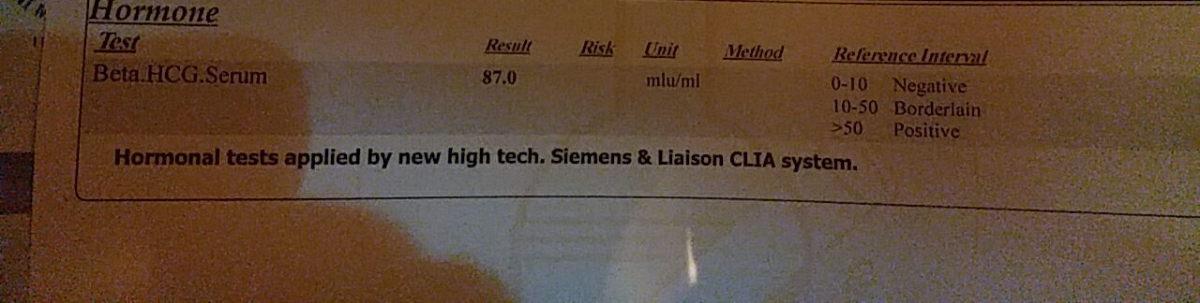 Hormone
Test Result Risk Unit Method Reference Interval
Beta.HCG.Serum 87.0 mlu/ml 0-10 Negative
10-50 Borderlain
>50 Positive
Hormonal tests applied by new high tech. Siemens & Liaison CLIA system.